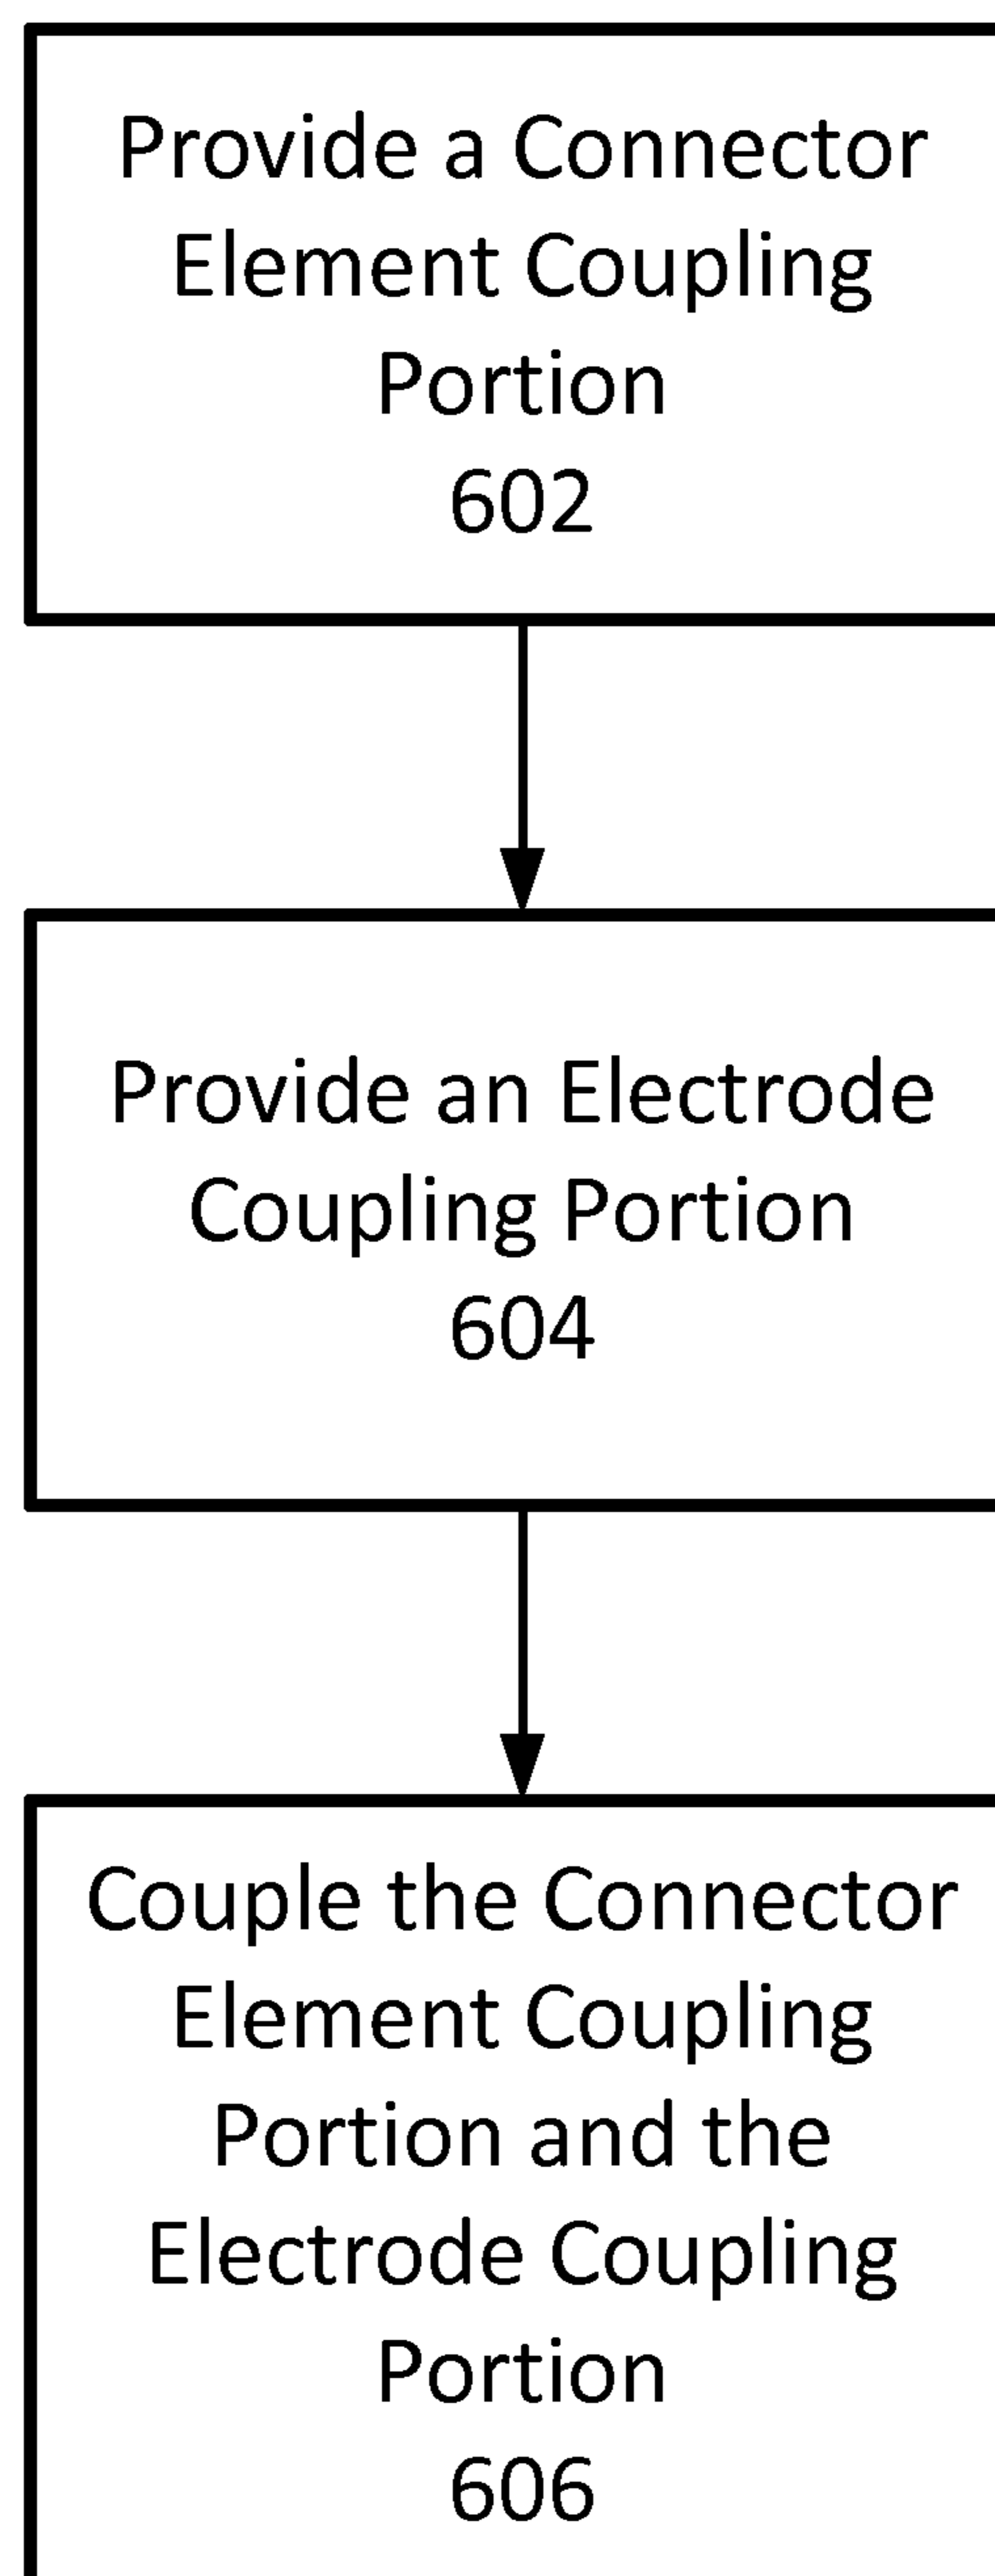 Provide a Connector
Element Coupling
Portion
602
Provide an Electrode
Coupling Portion
604
Couple the Connector
Element Coupling
Portion and the
Electrode Coupling
Portion
606